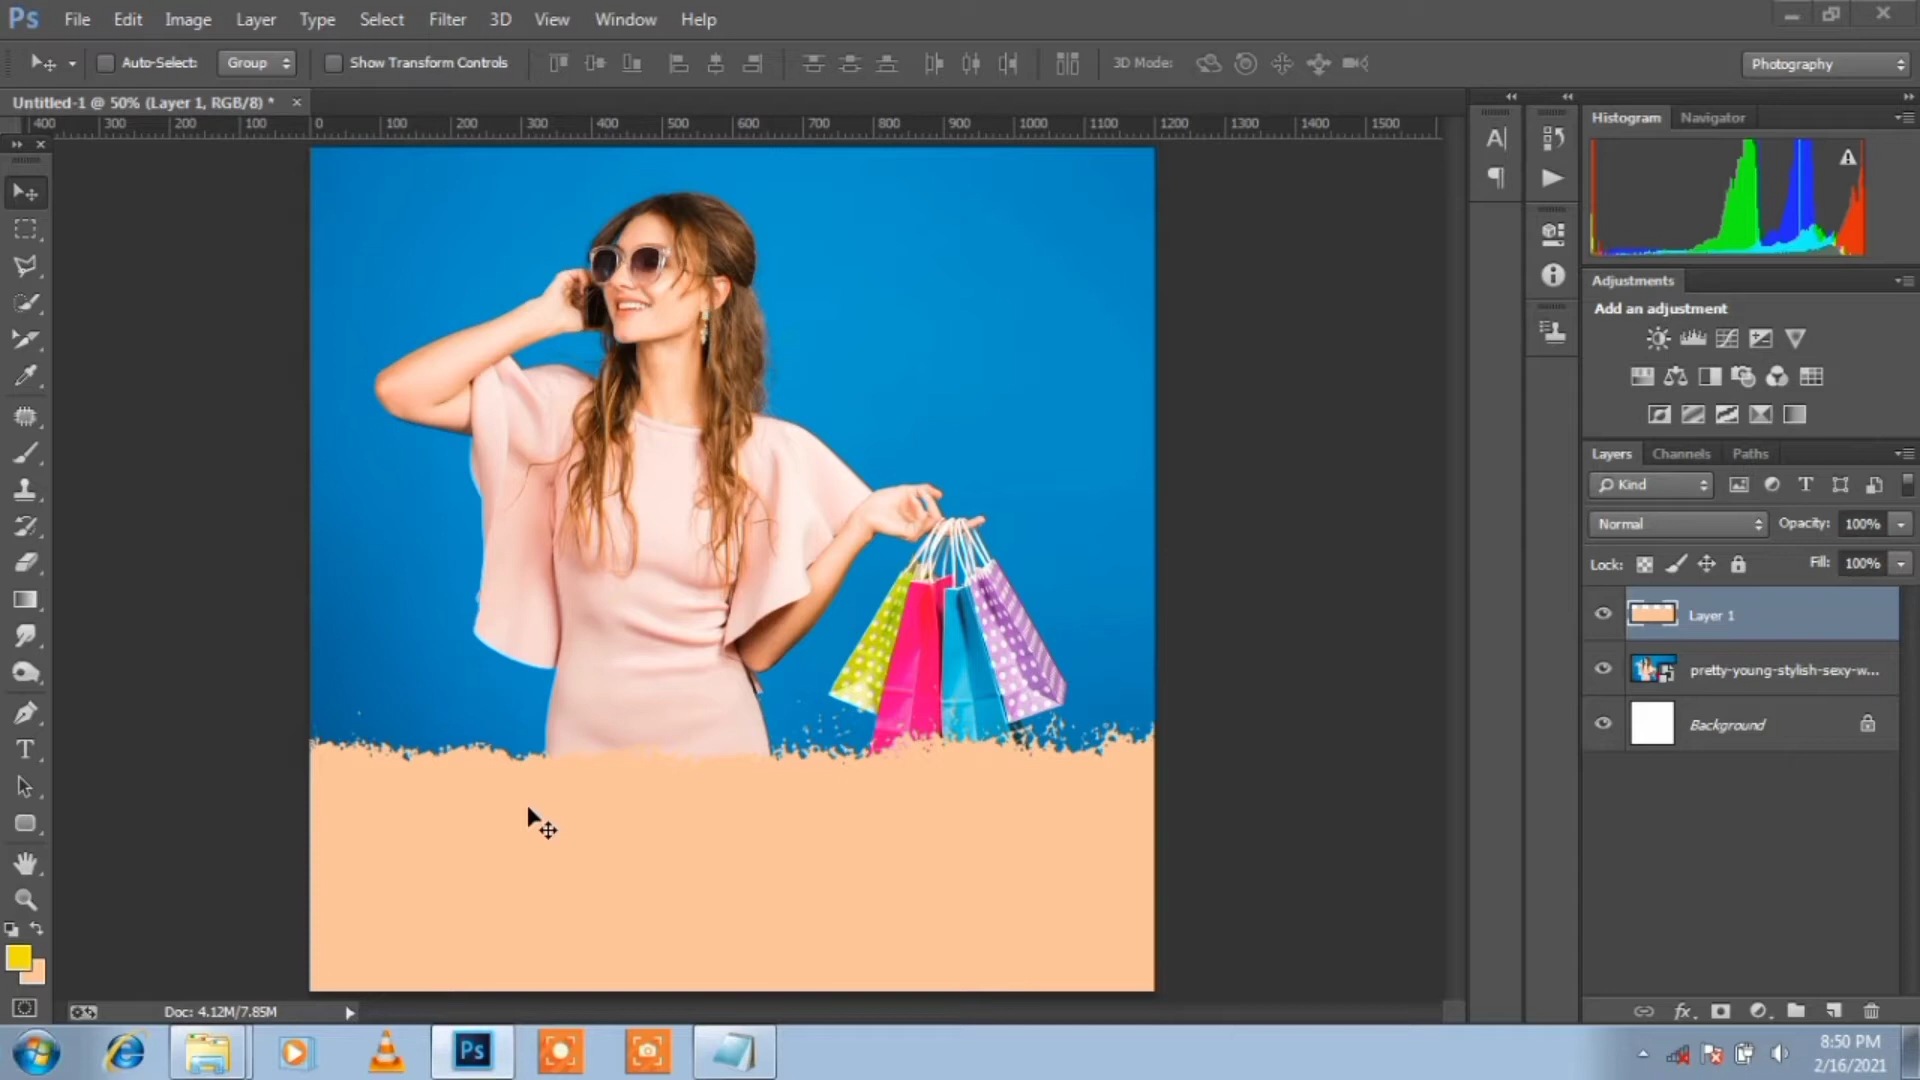 Ps File Edit Image Layer Type Select Filter 3D View Window Help
Auto-Select: Group Show Transform Controls 3D Mode: Photography
Untitled-1 @ 50% (Layer 1, RGB/8) * ×
400 300 200 100 0 100 200 300 400 500 600 700 800 900 1000 1100 1200 1300 1400 1500
Histogram Navigator
Adjustments
Add an adjustment
Layers Channels Paths
Kind
Normal Opacity: 100%
Lock: Fill: 100%
Layer 1
pretty-young-stylish-sexy-w...
Background
fx
Doc: 4.12M/7.85M
Ps
8:50 PM
2/16/2021